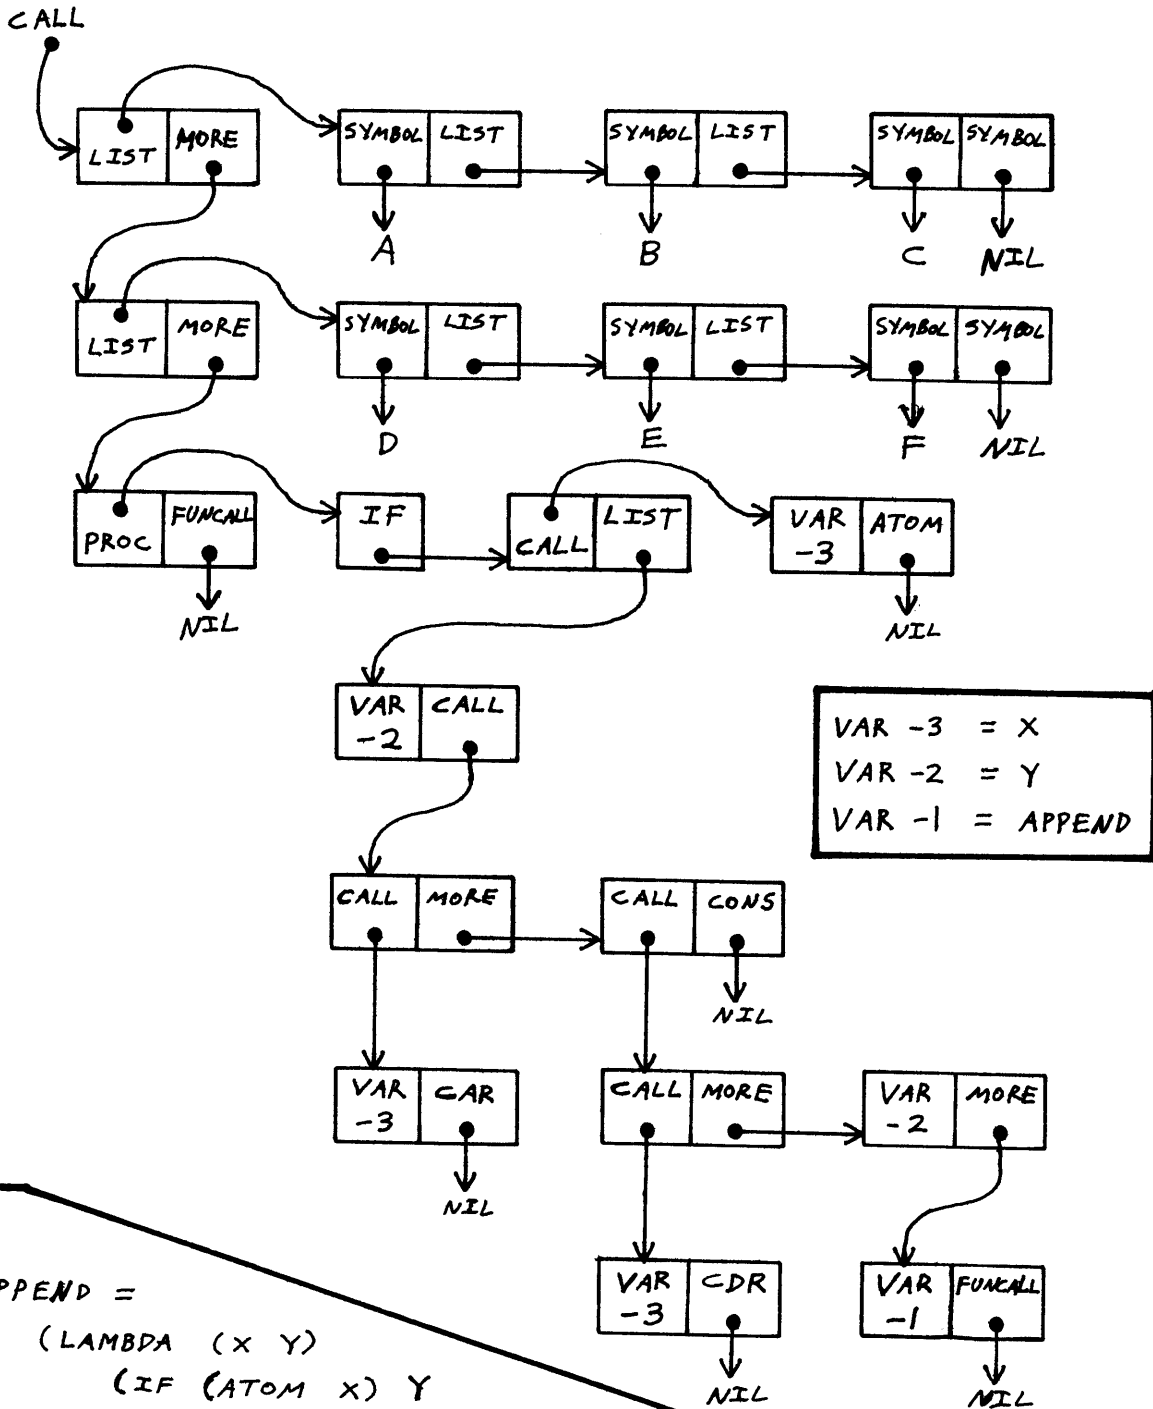 CALL
LIST MORE SYMBOL LIST SYMBOL LIST SYMBOL SYMBOL
A B C NIL
LIST MORE SYMBOL LIST SYMBOL LIST SYMBOL SYMBOL
D E F NIL
PROC FUNCALL IF CALL LIST VAR -3 ATOM
NIL NIL
VAR -2 CALL
VAR -3 = X
VAR -2 = Y
VAR -1 = APPEND
CALL MORE CALL CONS
NIL
VAR -3 CAR CALL MORE VAR -2 MORE
NIL
VAR -3 CDR VAR -1 FUNCALL
NIL NIL
PPEND =
(LAMBDA (X Y)
(IF (ATOM X) Y